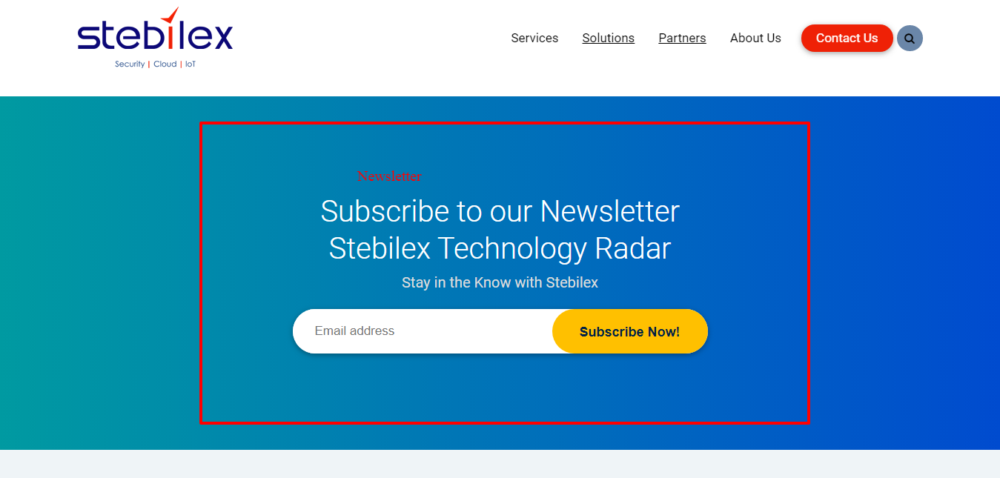 stebilex
Security | Cloud | IoT
Services Solutions Partners About Us Contact Us
Newsletter
Subscribe to our Newsletter
Stebilex Technology Radar
Stay in the Know with Stebilex
Email address Subscribe Now!